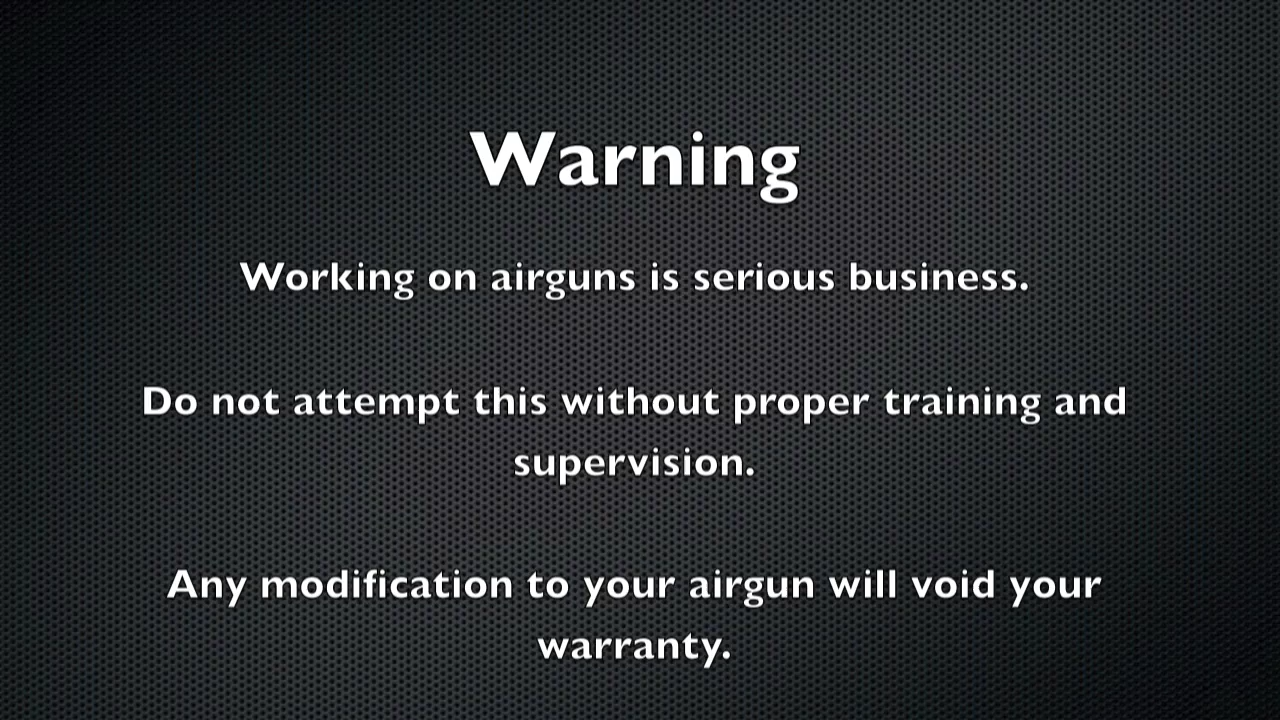 Warning
Working on airguns is serious business.
Do not attempt this without proper training and
supervision.
Any modification to your airgun will void your
warranty.